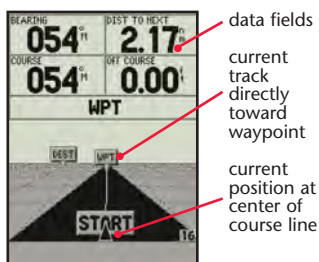 BEARING
054°M
DIST TO NEXT
2.17nm
COURSE
054°M
OFF COURSE
0.00
WPT
DEST
WPT
START
16
data fields
current
track
directly
toward
waypoint
current
position at
center of
course line